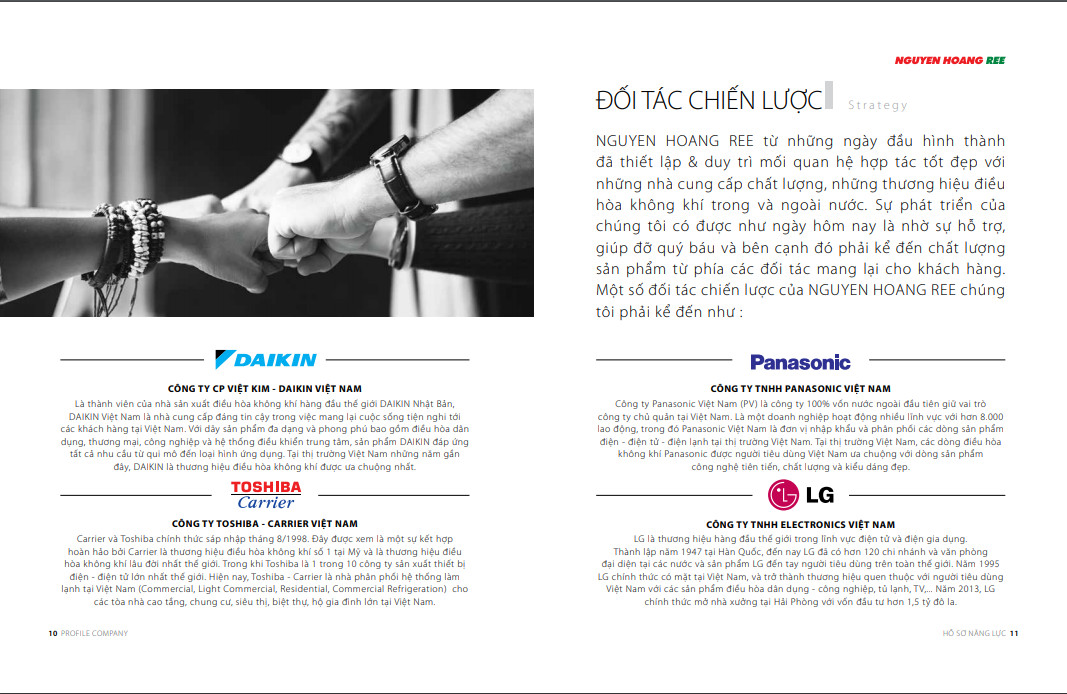 NGUYEN HOANG REE
ĐỐI TÁC CHIẾN LƯỢC
Strategy
NGUYEN HOANG REE từ những ngày đầu hình thành
đã thiết lập & duy trì mối quan hệ hợp tác tốt đẹp với
những nhà cung cấp chất lượng, những thương hiệu điều
hòa không khí trong và ngoài nước. Sự phát triển của
chúng tôi có được như ngày hôm nay là nhờ sự hỗ trợ,
giúp đỡ quý báu và bên cạnh đó phải kể đến chất lượng
sản phẩm từ phía các đối tác mang lại cho khách hàng.
Một số đối tác chiến lược của NGUYEN HOANG REE chúng
tôi phải kể đến như :
DAIKIN
CÔNG TY CP VIỆT KIM - DAIKIN VIỆT NAM
Là thành viên của nhà sản xuất điều hòa không khí hàng đầu thế giới DAIKIN Nhật Bản,
DAIKIN Việt Nam là nhà cung cấp đáng tin cậy trong việc mang lại cuộc sống tiện nghi tới
các khách hàng tại Việt Nam. Với dãy sản phẩm đa dạng và phong phú bao gồm điều hòa dân
dụng, thương mại, công nghiệp và hệ thống điều khiển trung tâm, sản phẩm DAIKIN đáp ứng
tất cả nhu cầu từ qui mô đến loại hình ứng dụng. Tại thị trường Việt Nam những năm gần
đây, DAIKIN là thương hiệu điều hòa không khí được ưa chuộng nhất.
TOSHIBA
Carrier
CÔNG TY TOSHIBA - CARRIER VIỆT NAM
Carrier và Toshiba chính thức sáp nhập tháng 8/1998. Đây được xem là một sự kết hợp
hoàn hảo bởi Carrier là thương hiệu điều hòa không khí số 1 tại Mỹ và là thương hiệu điều
hòa không khí lâu đời nhất thế giới. Trong khi Toshiba là 1 trong 10 công ty sản xuất thiết bị
điện - điện tử lớn nhất thế giới. Hiện nay, Toshiba - Carrier là nhà phân phối hệ thống làm
lạnh tại Việt Nam (Commercial, Light Commercial, Residential, Commercial Refrigeration) cho
các tòa nhà cao tầng, chung cư, siêu thị, biệt thự, hộ gia đình lớn tại Việt Nam.
Panasonic
CÔNG TY TNHH PANASONIC VIỆT NAM
Công ty Panasonic Việt Nam (PV) là công ty 100% vốn nước ngoài đầu tiên giữ vai trò
công ty chủ quản tại Việt Nam. Là một doanh nghiệp hoạt động nhiều lĩnh vực với hơn 8.000
lao động, trong đó Panasonic Việt Nam là đơn vị nhập khẩu và phân phối các dòng sản phẩm
điện - điện tử - điện lạnh tại thị trường Việt Nam. Tại thị trường Việt Nam, các dòng điều hòa
không khí Panasonic được người tiêu dùng Việt Nam ưa chuộng với dòng sản phẩm
công nghệ tiên tiến, chất lượng và kiểu dáng đẹp.
LG
CÔNG TY TNHH ELECTRONICS VIỆT NAM
LG là thương hiệu hàng đầu thế giới trong lĩnh vực điện tử và điện gia dụng.
Thành lập năm 1947 tại Hàn Quốc, đến nay LG đã có hơn 120 chi nhánh và văn phòng
đại diện tại các nước và sản phẩm LG đến tay người tiêu dùng trên toàn thế giới. Năm 1995
LG chính thức có mặt tại Việt Nam, và trở thành thương hiệu quen thuộc với người tiêu dùng
Việt Nam với các sản phẩm điều hòa dân dụng - công nghiệp, tủ lạnh, TV,... Năm 2013, LG
chính thức mở nhà xưởng tại Hải Phòng với vốn đầu tư hơn 1,5 tỷ đô la.
10 PROFILE COMPANY
HỒ SƠ NĂNG LỰC 11